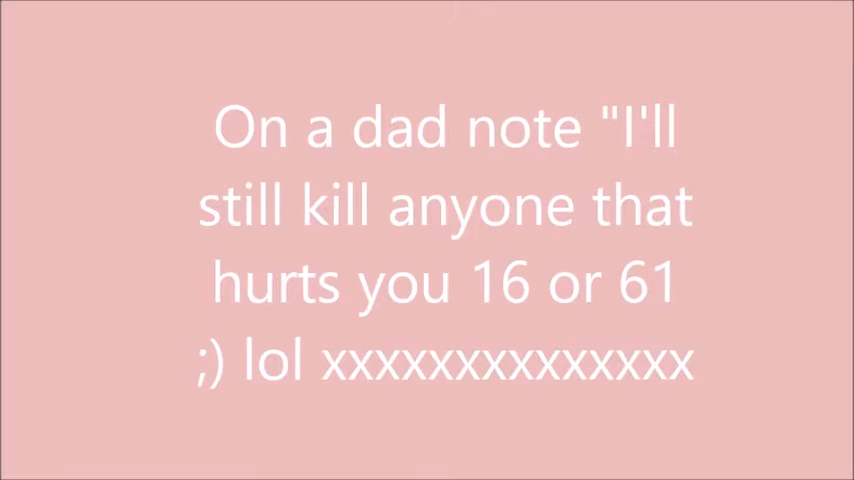 On a dad note "I'll
still kill anyone that
hurts you 16 or 61
;) lol xxxxxxxxxxxxxx